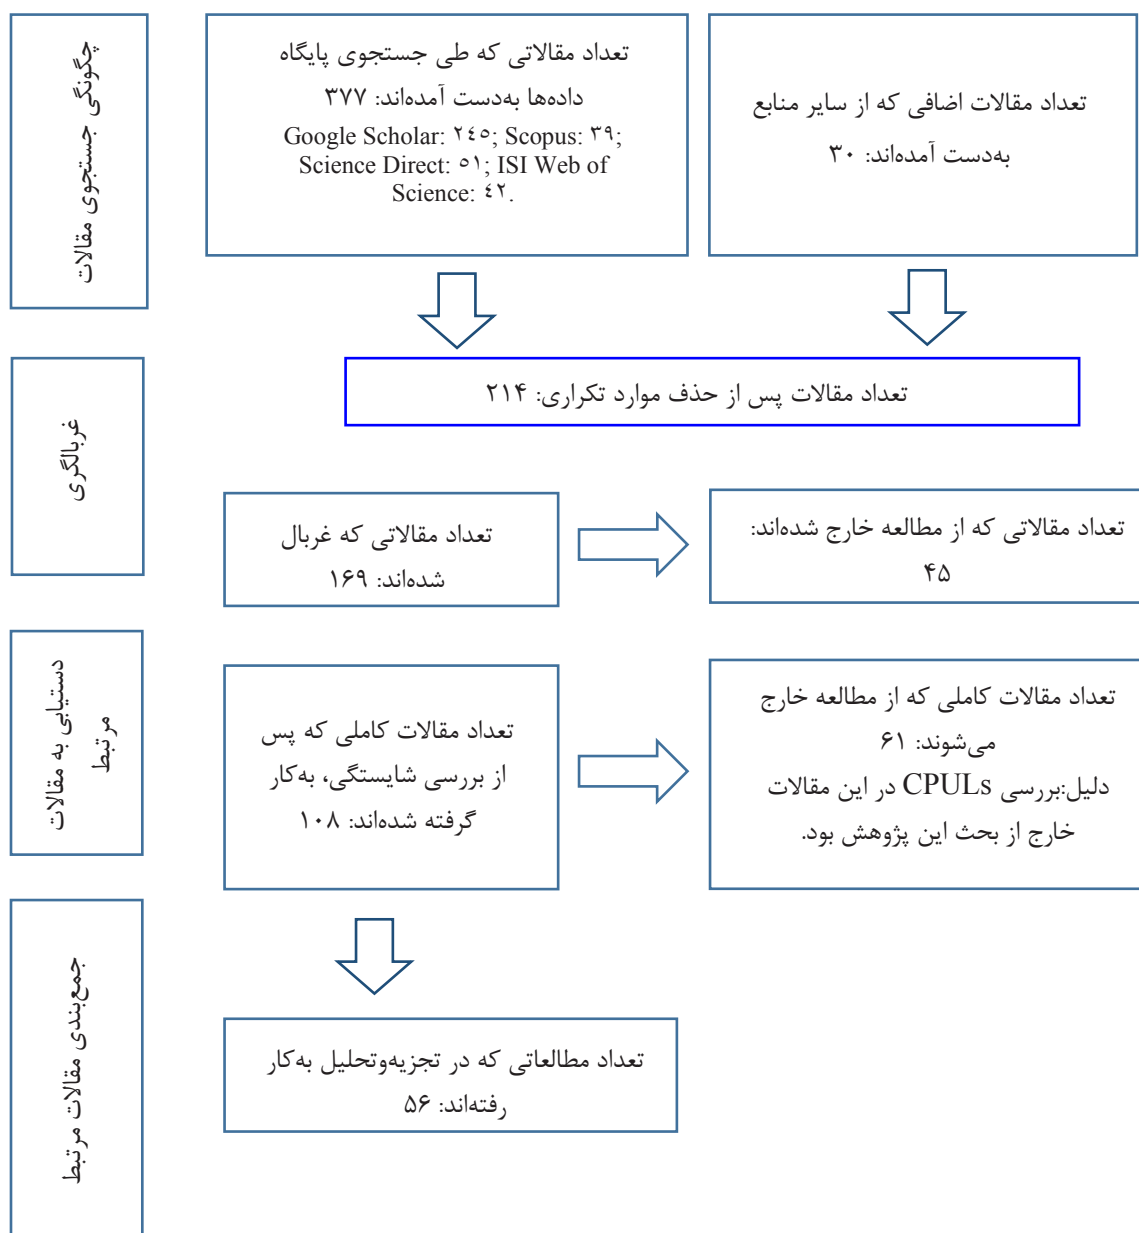 چگونگی جستجوی مقالات
تعداد مقالاتی که طی جستجوی پایگاه
داده‌ها به‌دست آمده‌اند: ۳۷۷
Google Scholar: ٢٤٥; Scopus: ٣٩;
Science Direct: ٥١; ISI Web of
Science: ٤٢.
تعداد مقالات اضافی که از سایر منابع
به‌دست آمده‌اند: ۳۰
غربالگری
تعداد مقالات پس از حذف موارد تکراری: ۲۱۴
تعداد مقالاتی که غربال
شده‌اند: ۱۶۹
تعداد مقالاتی که از مطالعه خارج شده‌اند:
۴۵
دستیابی به مقالات
مرتبط
تعداد مقالات کاملی که پس
از بررسی شایستگی، به‌کار
گرفته شده‌اند: ۱۰۸
تعداد مقالات کاملی که از مطالعه خارج
می‌شوند: ۶۱
دلیل:بررسی CPULs در این مقالات
خارج از بحث این پژوهش بود.
جمع‌بندی مقالات مرتبط
تعداد مطالعاتی که در تجزیه‌وتحلیل به‌کار
رفته‌اند: ۵۶